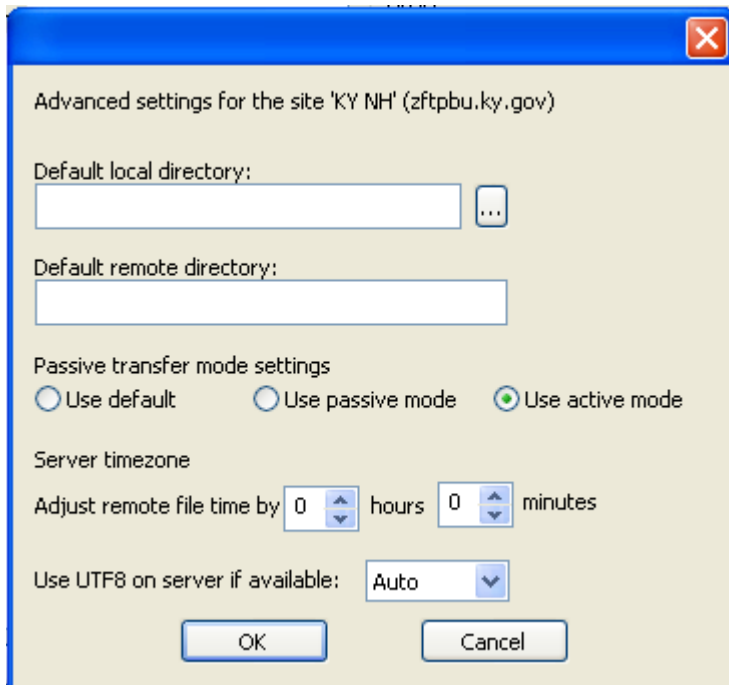 Advanced settings for the site 'KY NH' (zftpbu.ky.gov)
Default local directory:
...
Default remote directory:
Passive transfer mode settings
Use default Use passive mode Use active mode
Server timezone
Adjust remote file time by 0 hours 0 minutes
Use UTF8 on server if available: Auto
OK Cancel